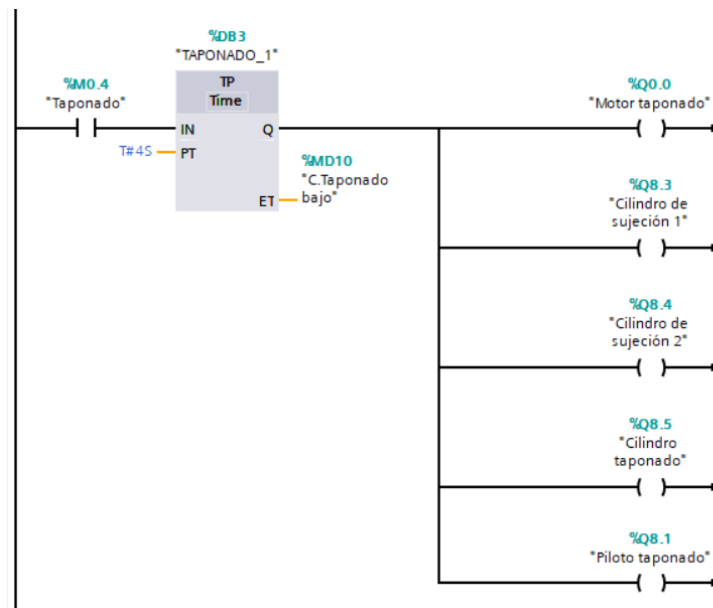 %DB3
"TAPONADO_1"
%M0.4
"Taponado"
TP
Time
IN
Q
T#4S
PT
%MD10
"C.Taponado
bajo"
ET
%Q0.0
"Motor taponado"
%Q8.3
"Cilindro de
sujeción 1"
%Q8.4
"Cilindro de
sujeción 2"
%Q8.5
"Cilindro
taponado"
%Q8.1
"Piloto taponado"